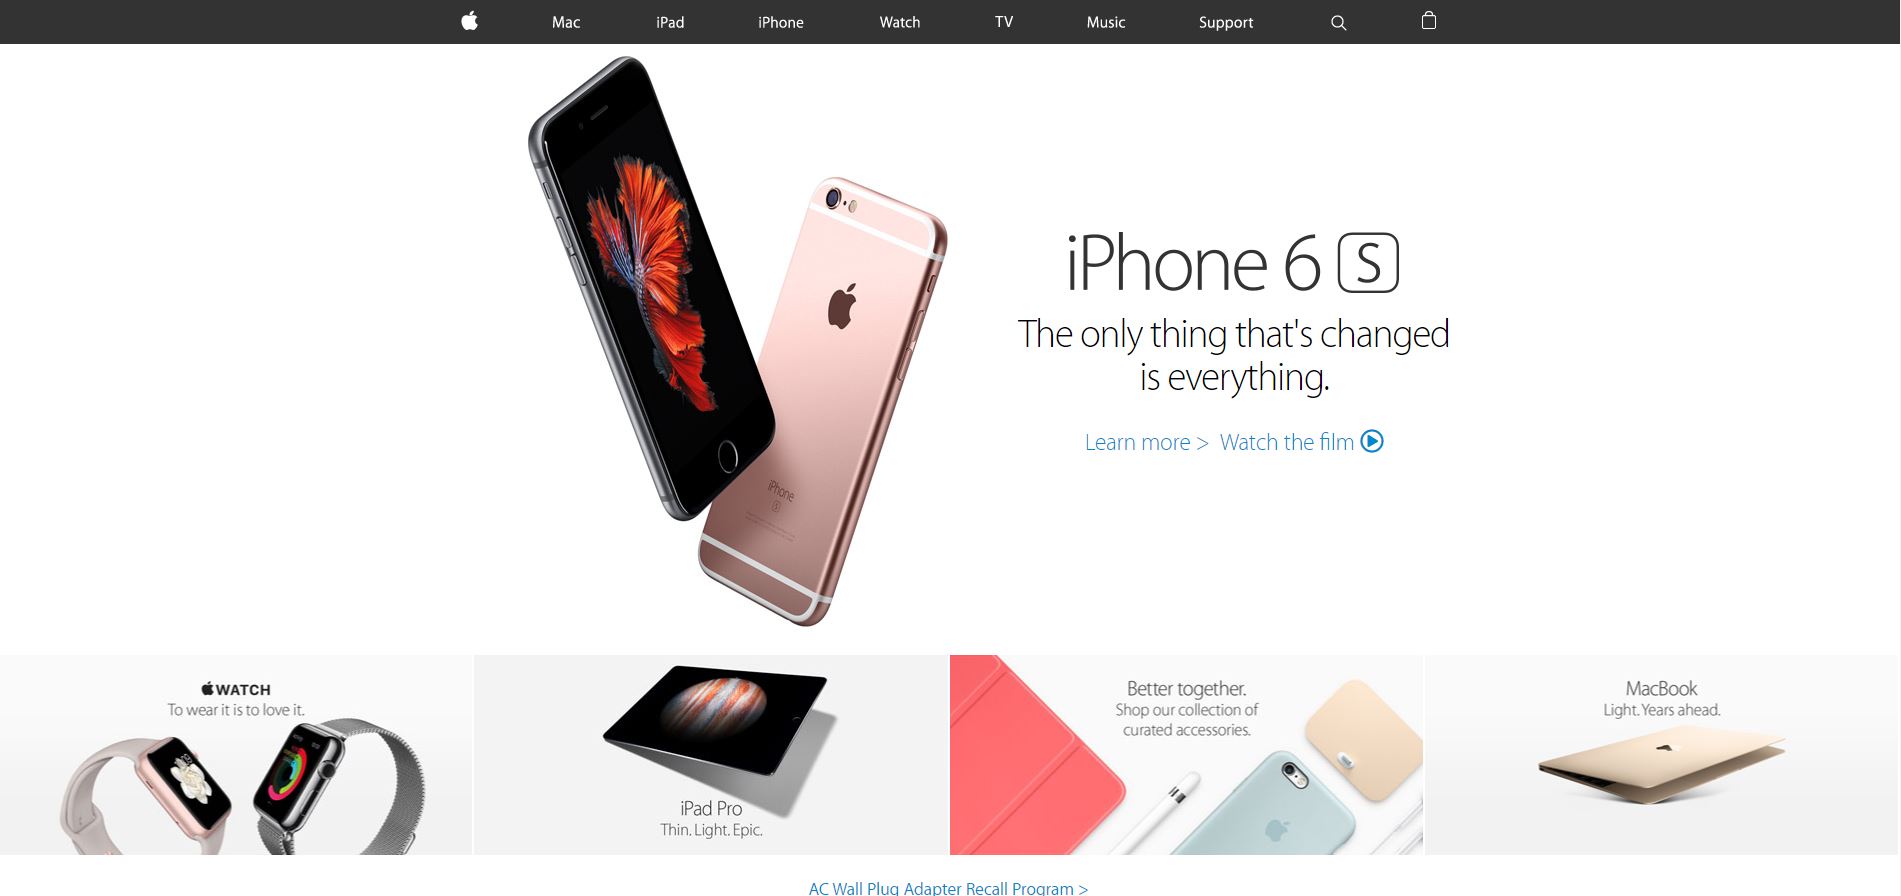 Mac iPad iPhone Watch TV Music Support
iPhone 6 S
The only thing that's changed
is everything.
Learn more > Watch the film
iPhone
S
WATCH
To wear it is to love it.
iPad Pro
Thin. Light. Epic.
Better together.
Shop our collection of
curated accessories.
MacBook
Light. Years ahead.
AC Wall Plug Adapter Recall Program >